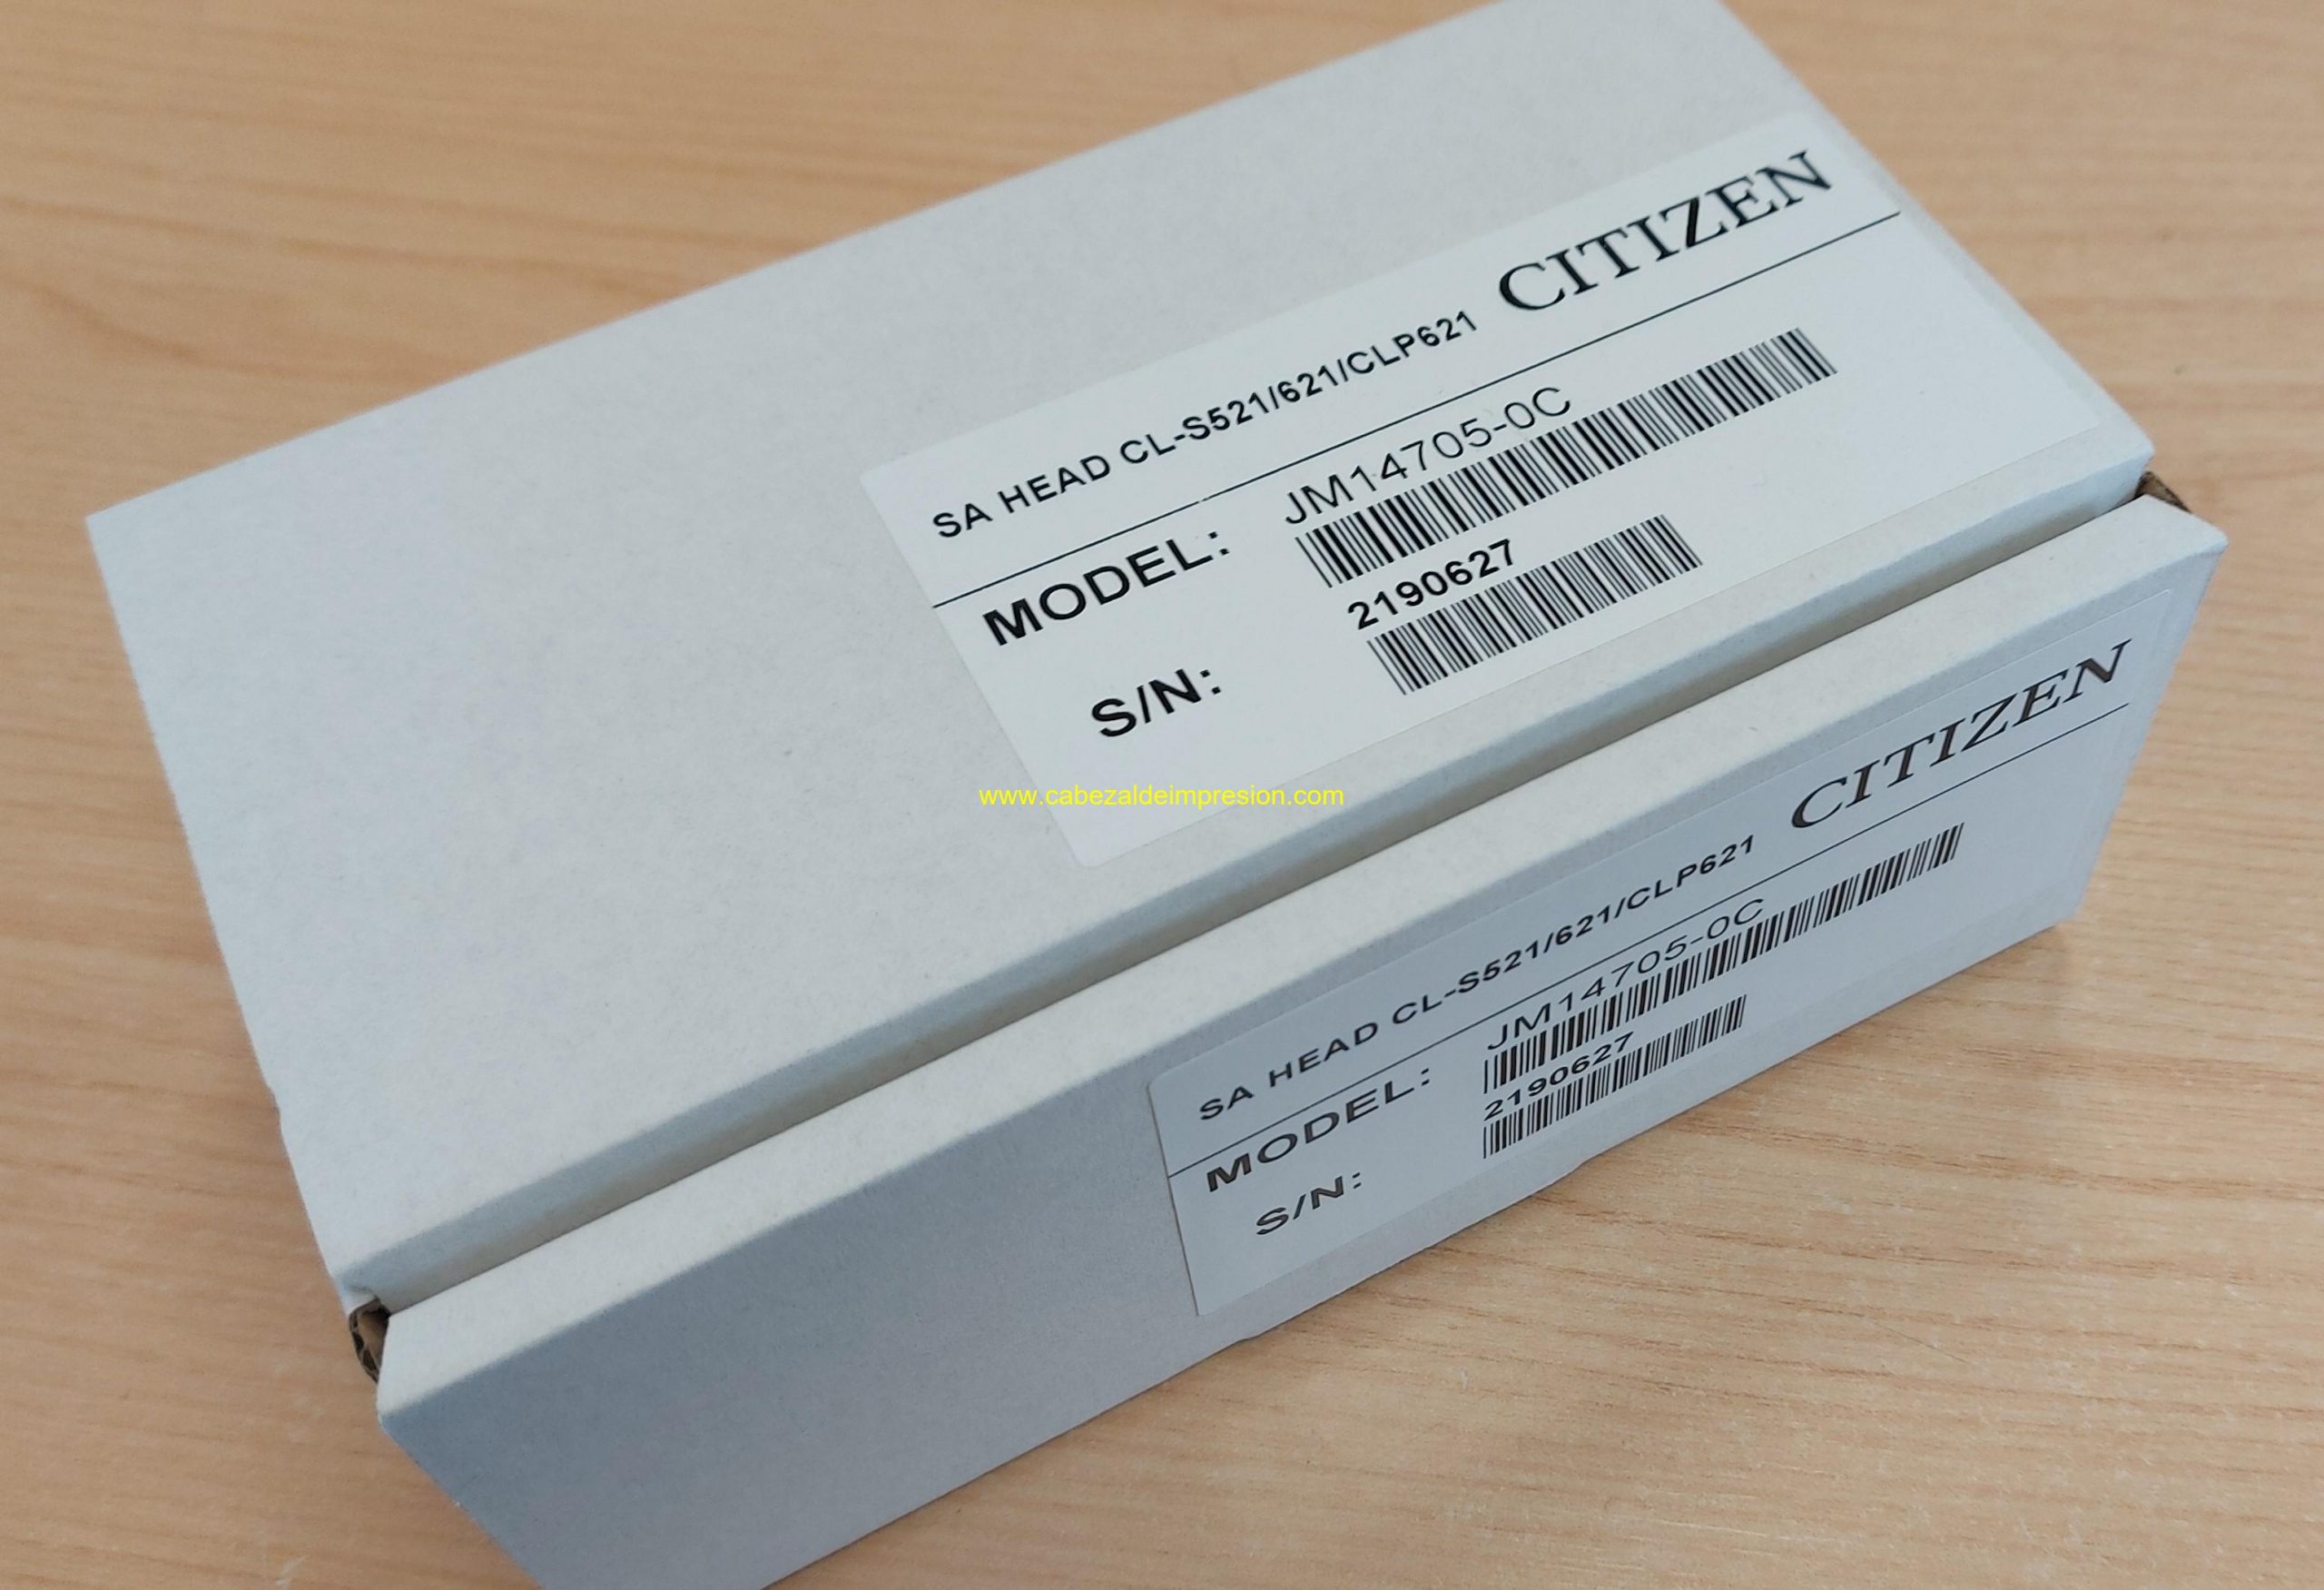 SA HEAD CL-S521/621/CLP621 CITIZEN
MODEL: JM14705-0C
S/N: 2190627
www.cabezaldeimpresion.com
SA HEAD CL-S521/621/CLP621 CITIZEN
MODEL: JM14705-0C
S/N: 2190627